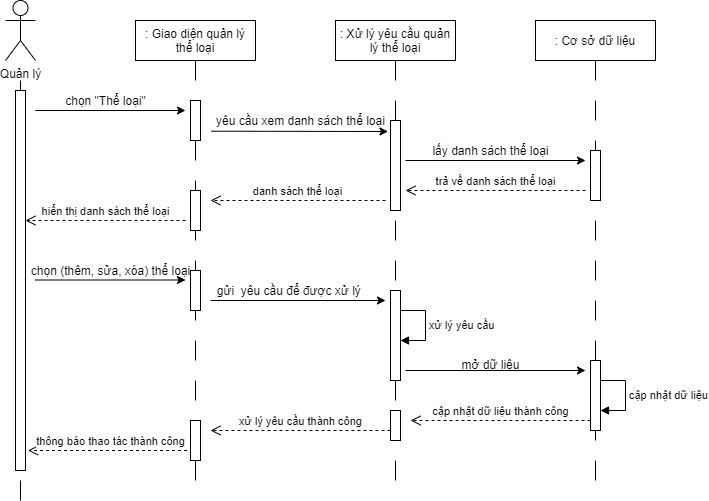 : Giao diện quản lý
thể loại
: Xử lý yêu cầu quản
lý thể loại
: Cơ sở dữ liệu
Quản lý
chọn "Thể loại"
yêu cầu xem danh sách thể loại
lấy danh sách thể loại
trả về danh sách thể loại
danh sách thể loại
hiển thị danh sách thể loại
chọn (thêm, sửa, xóa) thể loại
gửi yêu cầu để được xử lý
xử lý yêu cầu
mở dữ liêu
cập nhật dữ liệu
cập nhật dữ liệu thành công
xử lý yêu cầu thành công
thông báo thao tác thành công